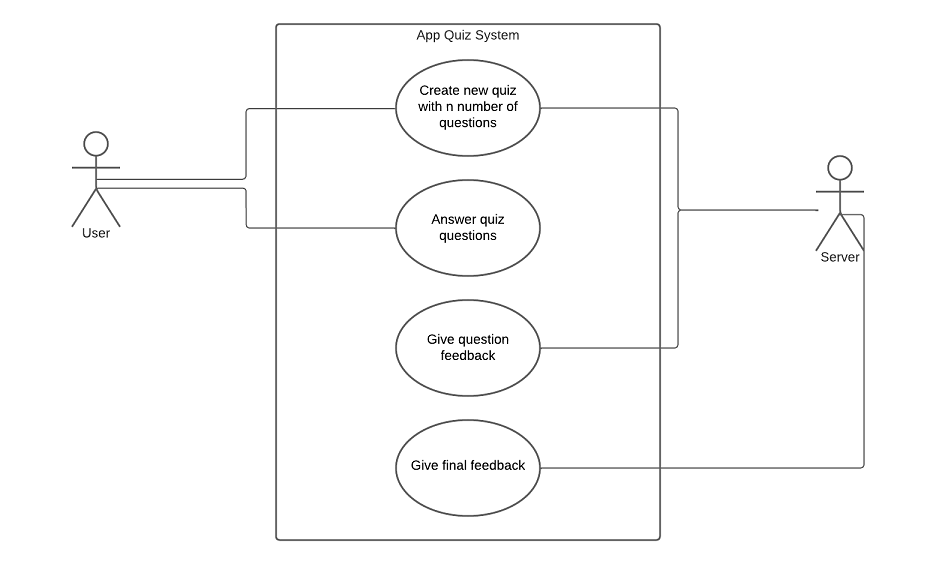 App Quiz System
Create new quiz
with n number of
questions
User
Answer quiz
questions
Server
Give question
feedback
Give final feedback